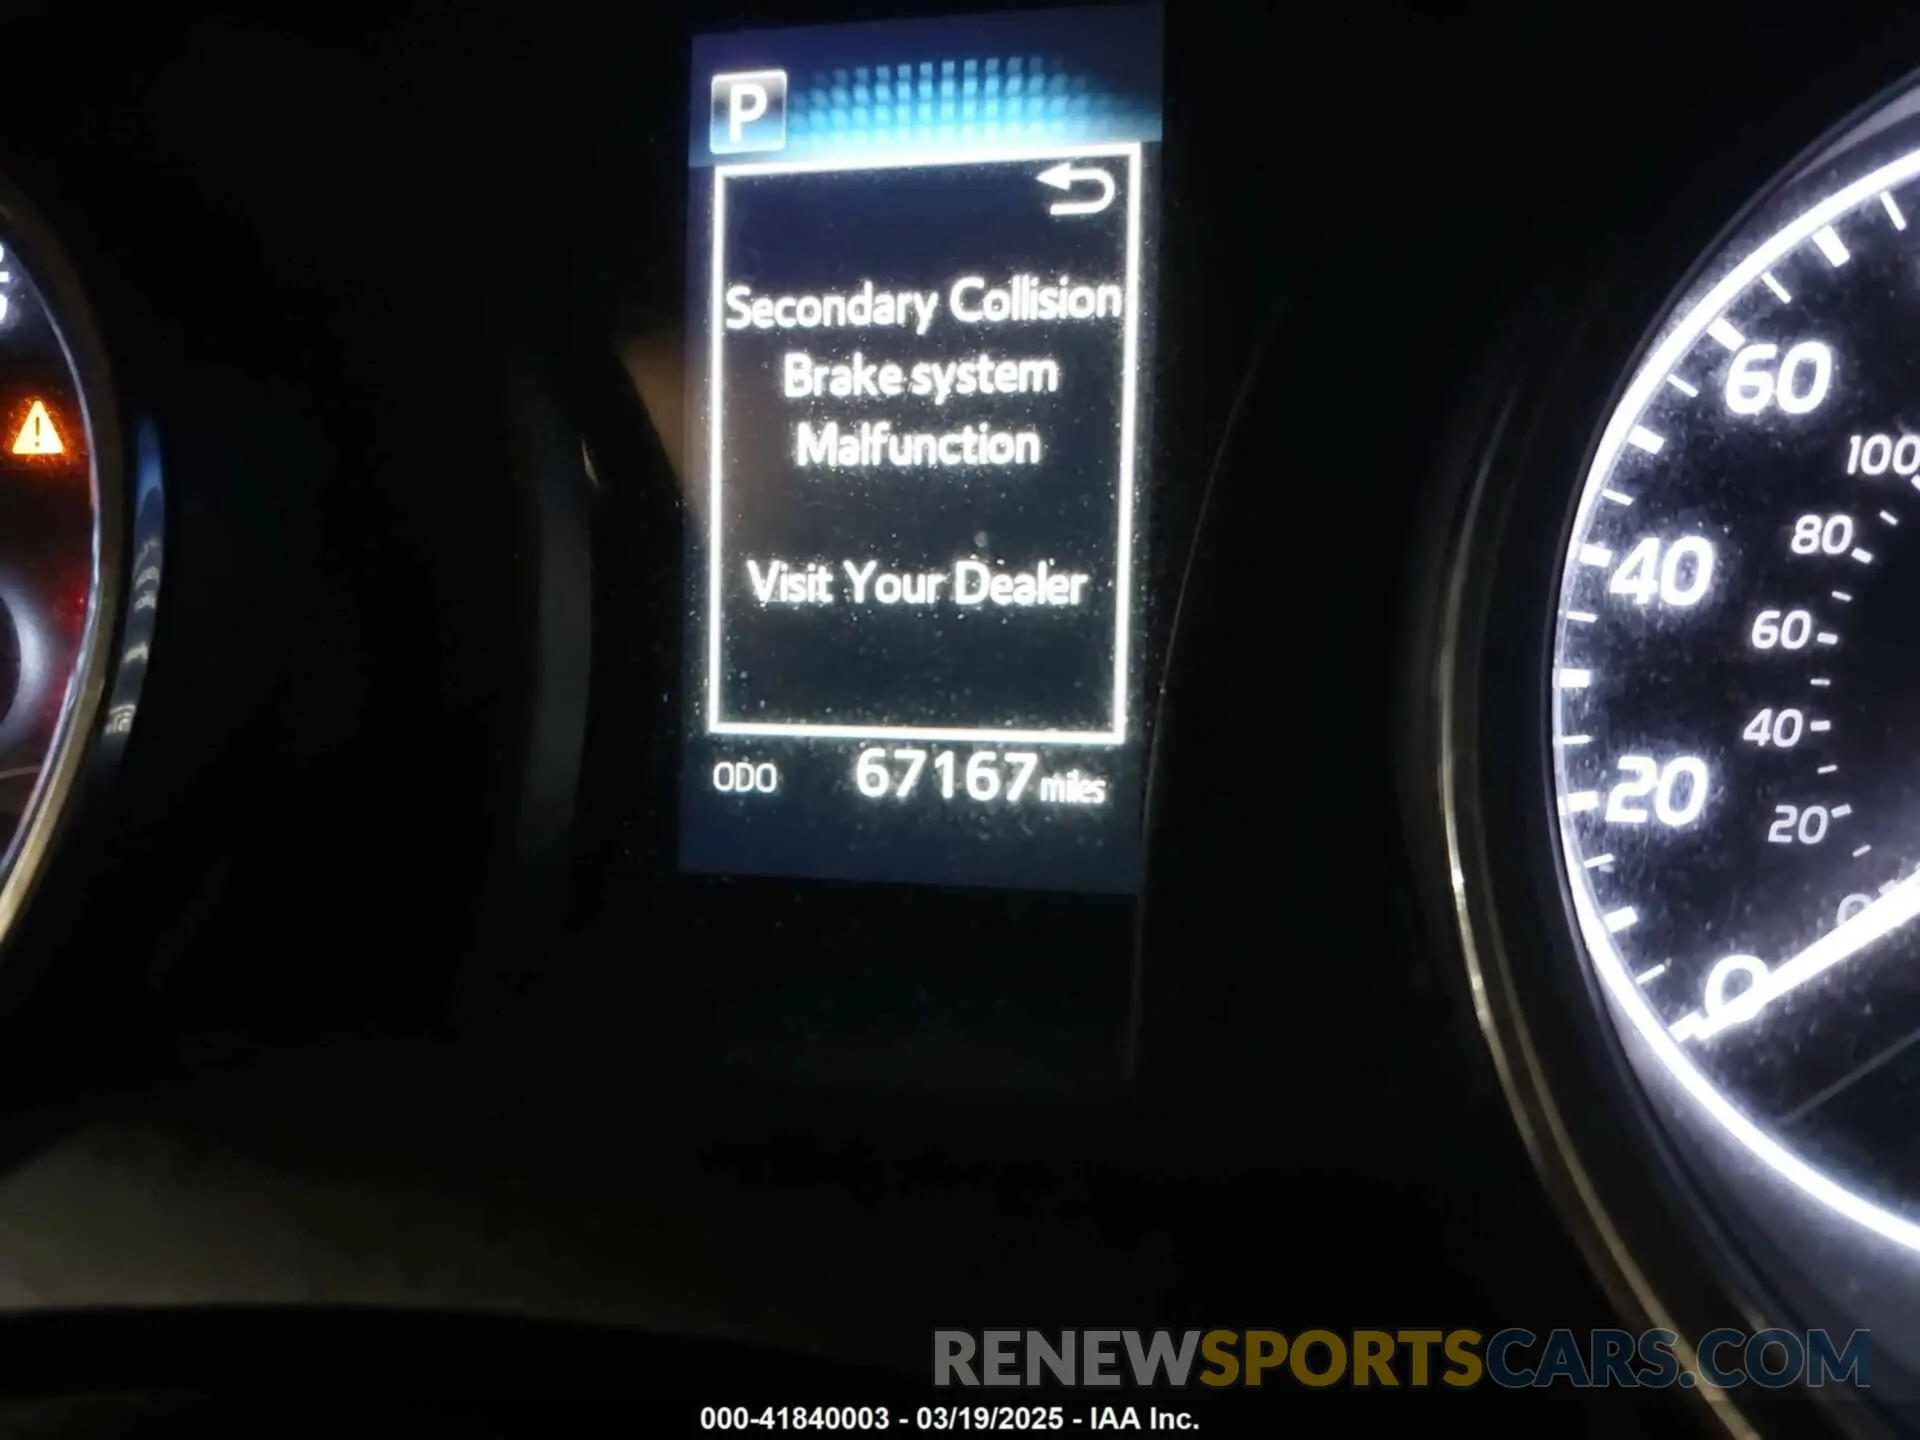 P
Secondary Collision
Brake system
Malfunction
Visit Your Dealer
ODO 67167 miles
60
100
80
40
60
40
20
20
0
0
RENEWSPORTSCARS.COM
000-41840003 - 03/19/2025 - IAA Inc.